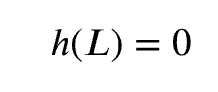 h(L) = 0